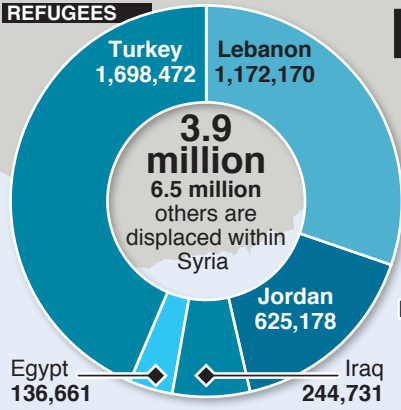 REFUGEES
Turkey
1,698,472
Lebanon
1,172,170
3.9
million
6.5 million
others are
displaced within
Syria
Jordan
625,178
Egypt
136,661
Iraq
244,731